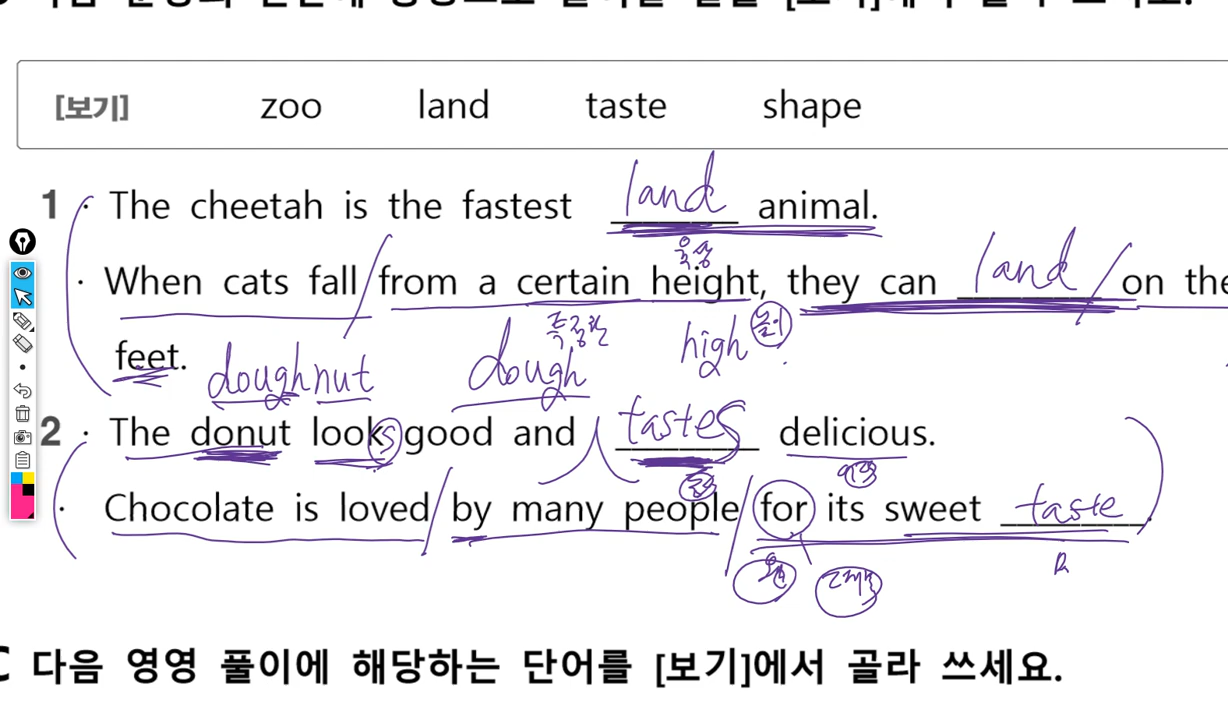 [보기] zoo land taste shape
1 · The cheetah is the fastest land animal.
육상
· When cats fall / from a certain height, they can land / on the
특정한 high 높이
feet.
doughnut dough
2 · The donut looks good and tastes delicious.
· Chocolate is loved / by many people / for its sweet taste.
다음 영영 풀이에 해당하는 단어를 [보기]에서 골라 쓰세요.